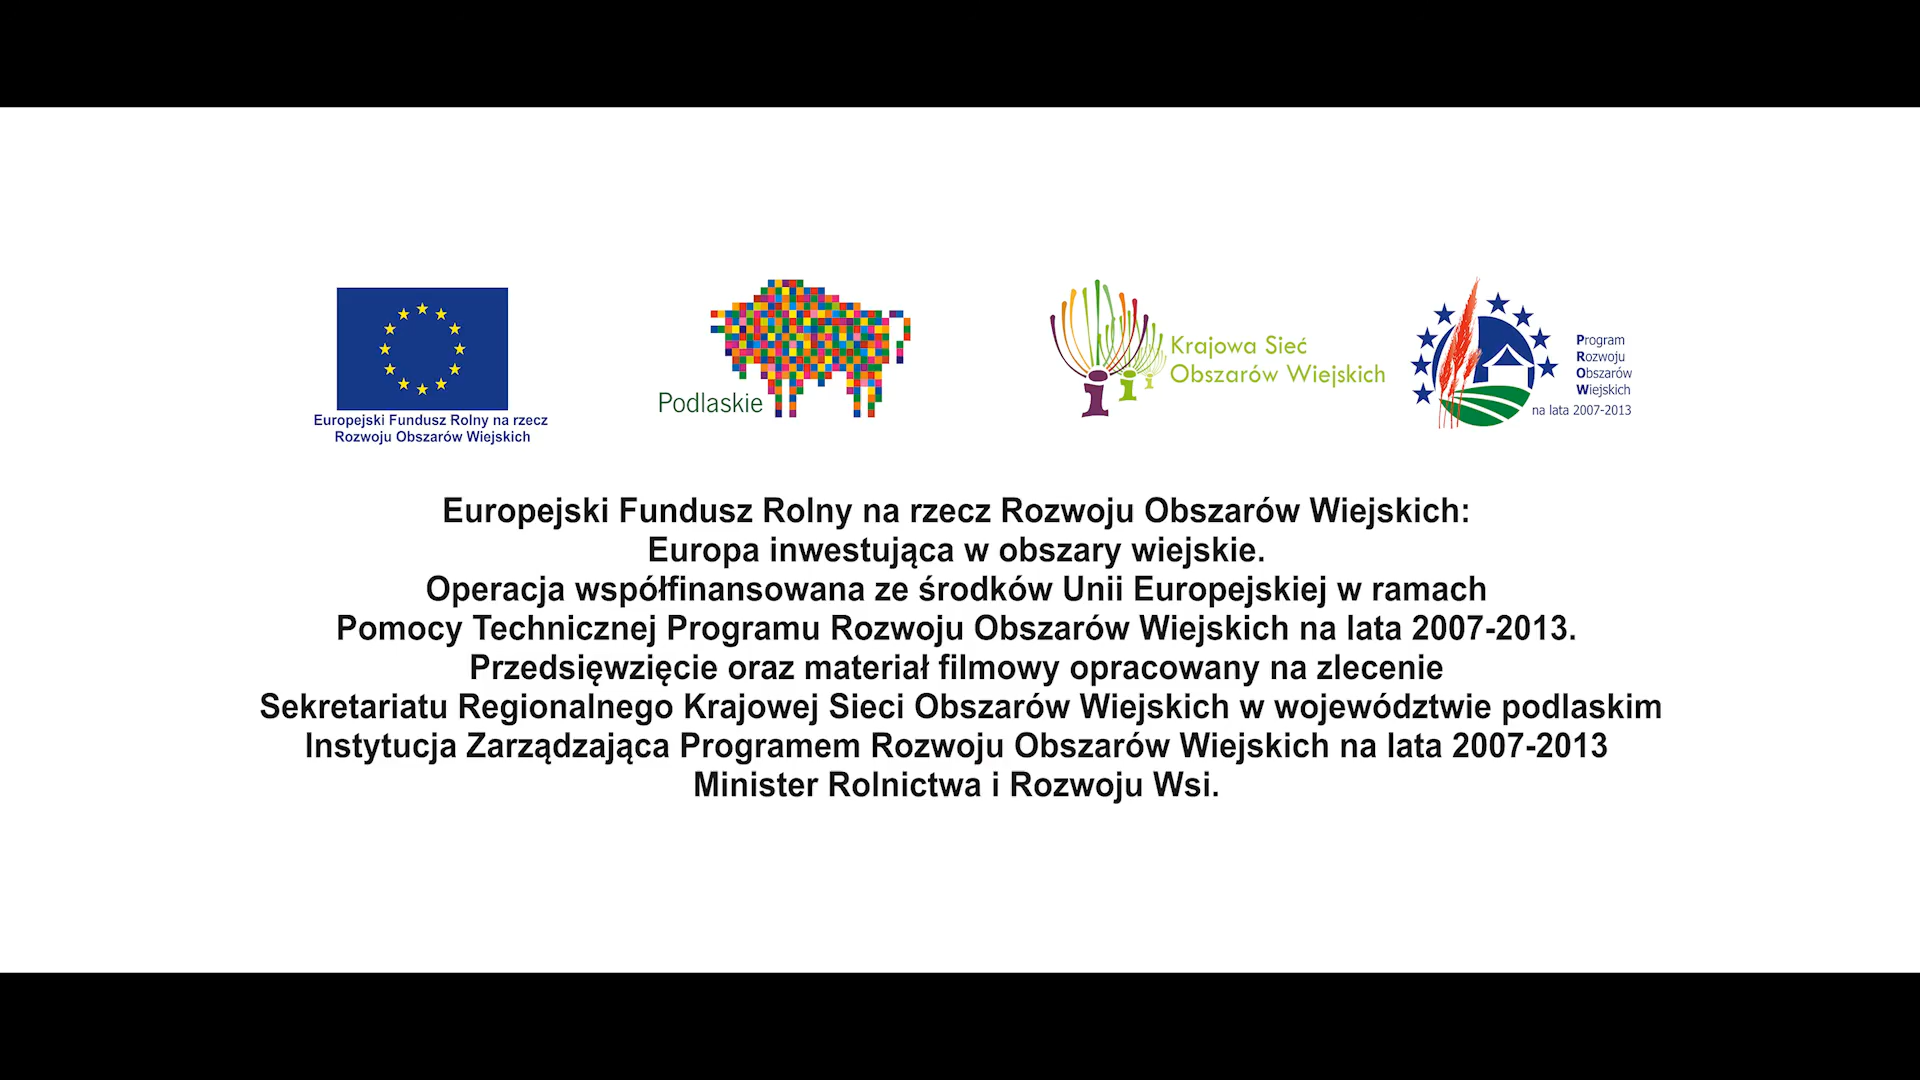 Europejski Fundusz Rolny na rzecz
Rozwoju Obszarów Wiejskich
Podlaskie
Krajowa Sieć
Obszarów Wiejskich
Program
Rozwoju
Obszarów
Wiejskich
na lata 2007-2013
Europejski Fundusz Rolny na rzecz Rozwoju Obszarów Wiejskich:
Europa inwestująca w obszary wiejskie.
Operacja współfinansowana ze środków Unii Europejskiej w ramach
Pomocy Technicznej Programu Rozwoju Obszarów Wiejskich na lata 2007-2013.
Przedsięwzięcie oraz materiał filmowy opracowany na zlecenie
Sekretariatu Regionalnego Krajowej Sieci Obszarów Wiejskich w województwie podlaskim
Instytucja Zarządzająca Programem Rozwoju Obszarów Wiejskich na lata 2007-2013
Minister Rolnictwa i Rozwoju Wsi.